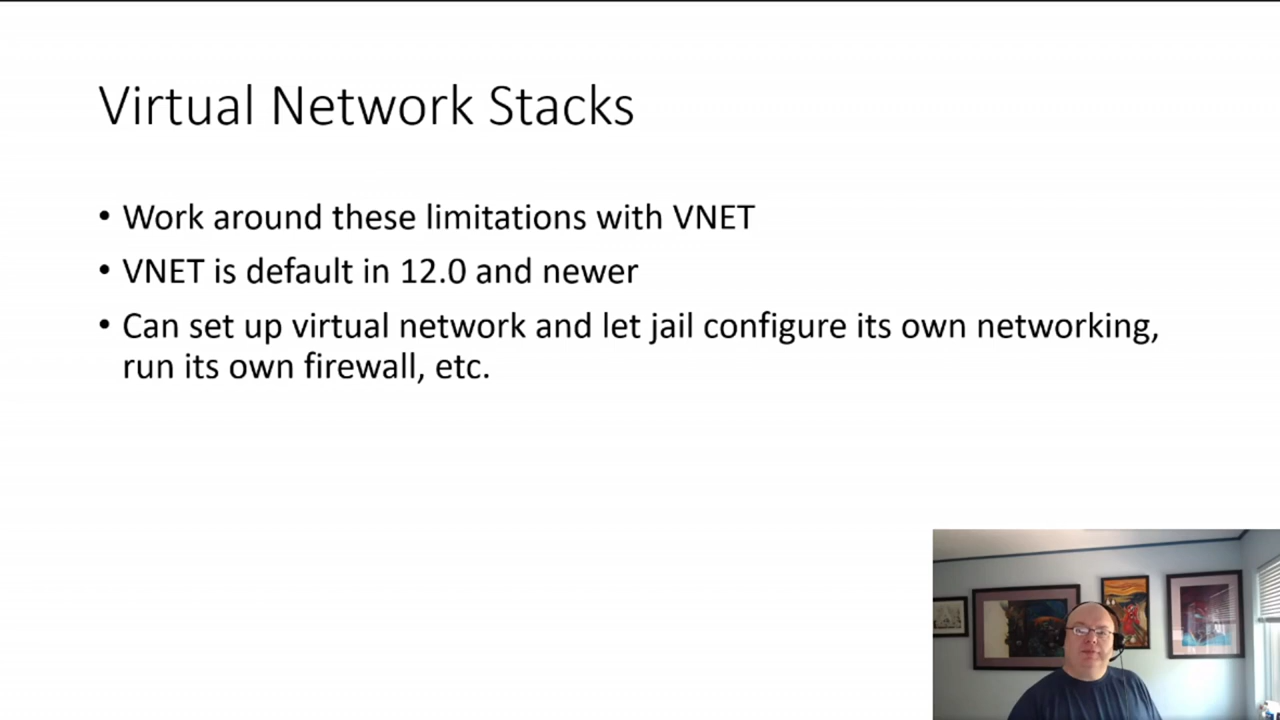 Virtual Network Stacks
• Work around these limitations with VNET
• VNET is default in 12.0 and newer
• Can set up virtual network and let jail configure its own networking,
run its own firewall, etc.